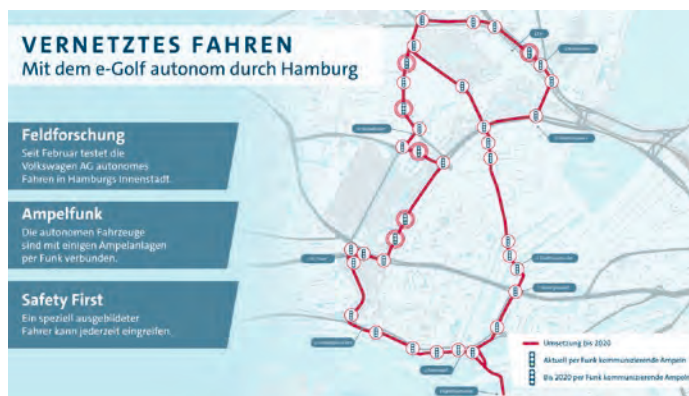 VERNETZTES FAHREN
Mit dem e-Golf autonom durch Hamburg
Feldforschung
Seit Februar testet die
Volkswagen AG autonomes
Fahren in Hamburgs Innenstadt.
Ampelfunk
Die autonomen Fahrzeuge
sind mit einigen Ampelanlagen
per Funk verbunden.
Safety First
Ein speziell ausgebildeter
Fahrer kann jederzeit eingreifen.
Umsetzung bis 2020
Aktuell per Funk kommunizierende Ampeln
Bis 2020 per Funk kommunizierende Ampeln